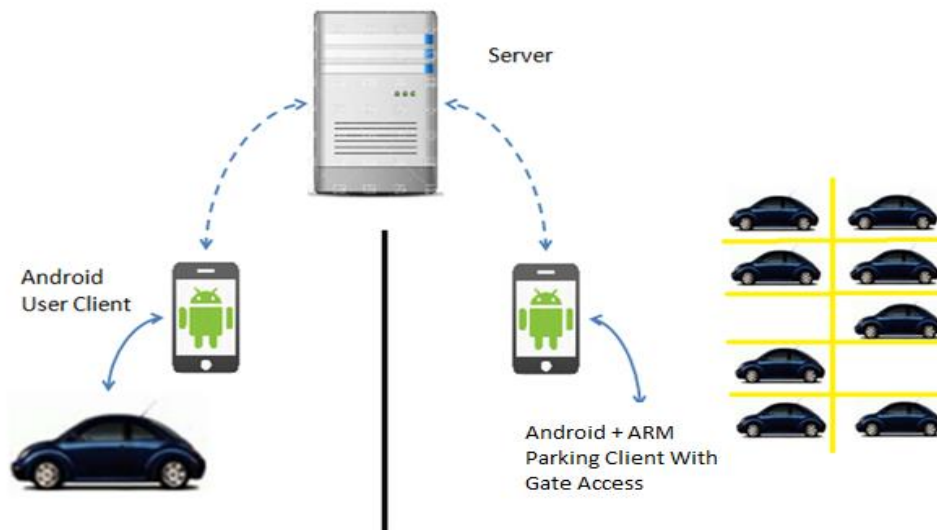 Server
Android
User Client
Android + ARM
Parking Client With
Gate Access